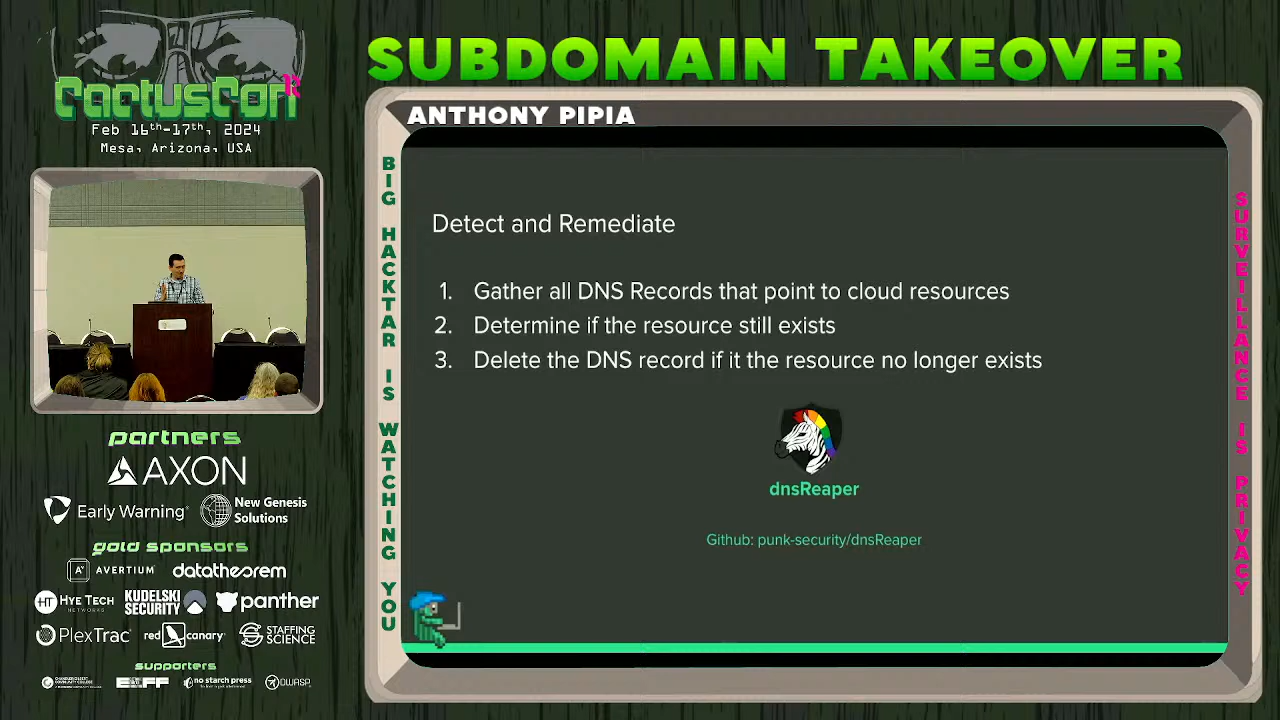 CactusCon
12
Feb 16th-17th, 2024
Mesa, Arizona, USA
SUBDOMAIN TAKEOVER
ANTHONY PIPIA
BIG HACKTAR IS WATCHING YOU
Detect and Remediate
1. Gather all DNS Records that point to cloud resources
2. Determine if the resource still exists
3. Delete the DNS record if it the resource no longer exists
dnsReaper
Github: punk-security/dnsReaper
SURVEILLANCE IS PRIVACY
partners
AXON
Early Warning
New Genesis
Solutions
gold sponsors
AVERTIUM
datatheorem
HYE TECH
NETWORKS
KUDELSKI
SECURITY
panther
PlexTrac
red canary
STAFFING
SCIENCE
supporters
EFF
no starch press
OWASP